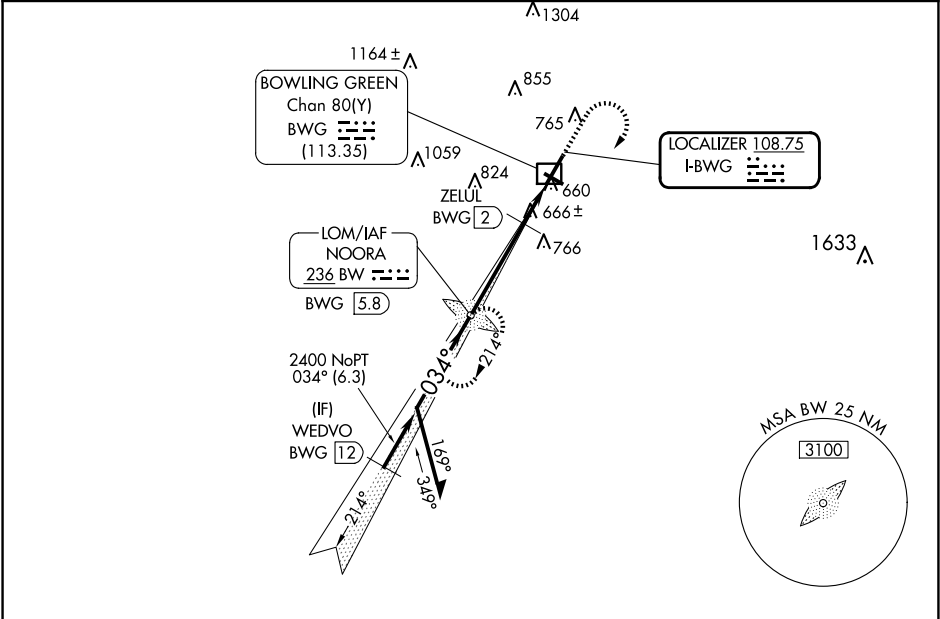 1304
1164 ±
BOWLING GREEN
Chan 80(Y)
BWG
(113.35)
855
765
LOCALIZER 108.75
I-BWG
1059
824
660
ZELUL
BWG 2
666 ±
766
1633
LOM/IAF
NOORA
236 BW
BWG 5.8
214°
2400 NoPT
034° (6.3)
034°
(IF)
WEDVO
BWG 12
169°
349°
214°
MSA BW 25 NM
3100